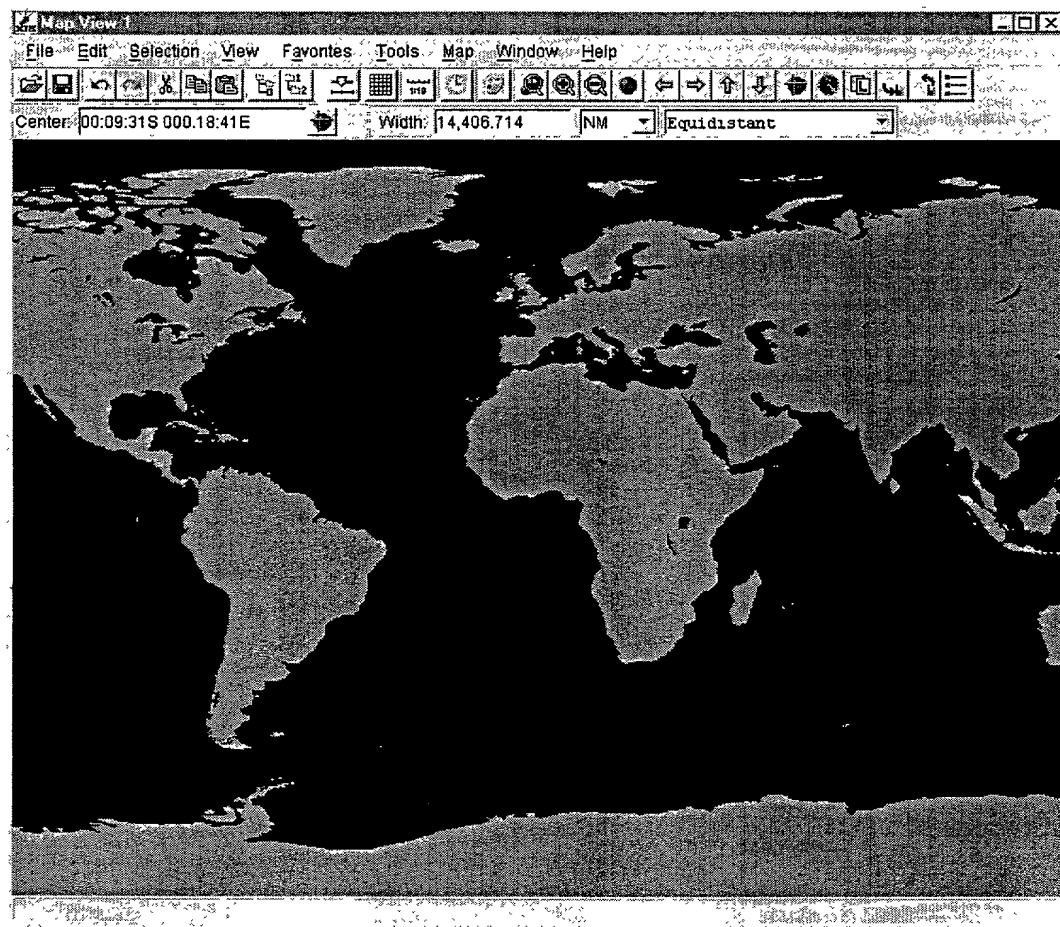 Map View 1
File Edit Selection View Favorites Tools Map Window Help
Center: 00:09:31S 000.18:41E Width: 14,406.714 NM Equidistant